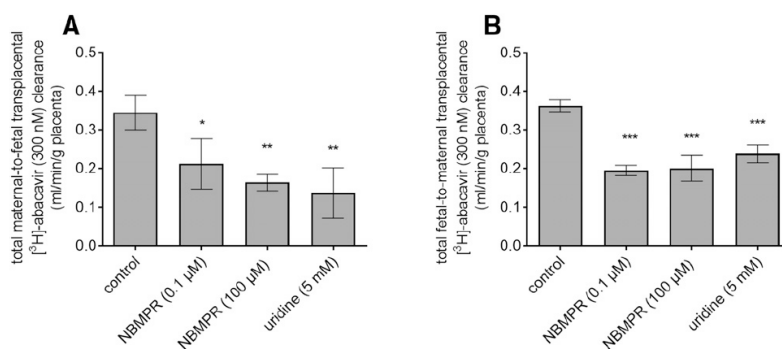 A
total maternal-to-fetal transplacental
[³H]-abacavir (300 nM) clearance
(ml/min/g placenta)
0.5
0.4
0.3
0.2
0.1
0.0
*
**
**
control
NBMPR (0.1 µM)
NBMPR (100 µM)
uridine (5 mM)
B
total fetal-to-maternal transplacental
[³H]-abacavir (300 nM) clearance
(ml/min/g placenta)
0.5
0.4
0.3
0.2
0.1
0.0
***
***
***
control
NBMPR (0.1 µM)
NBMPR (100 µM)
uridine (5 mM)